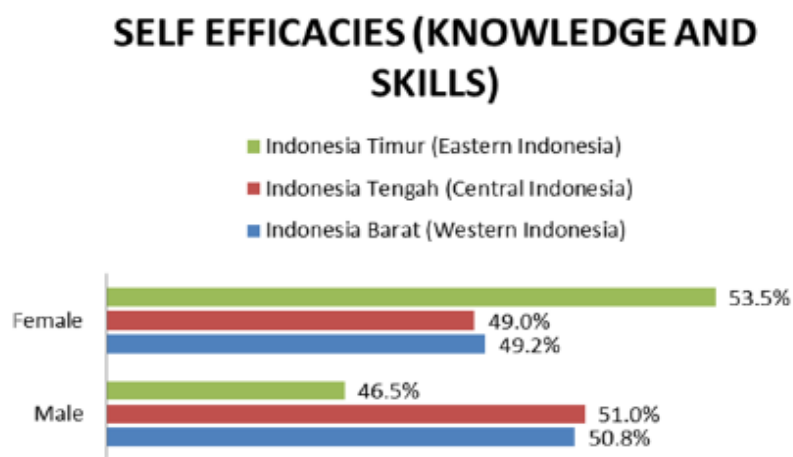 SELF EFFICACIES (KNOWLEDGE AND
SKILLS)
Indonesia Timur (Eastern Indonesia)
Indonesia Tengah (Central Indonesia)
Indonesia Barat (Western Indonesia)
Female
53.5%
49.0%
49.2%
Male
46.5%
51.0%
50.8%